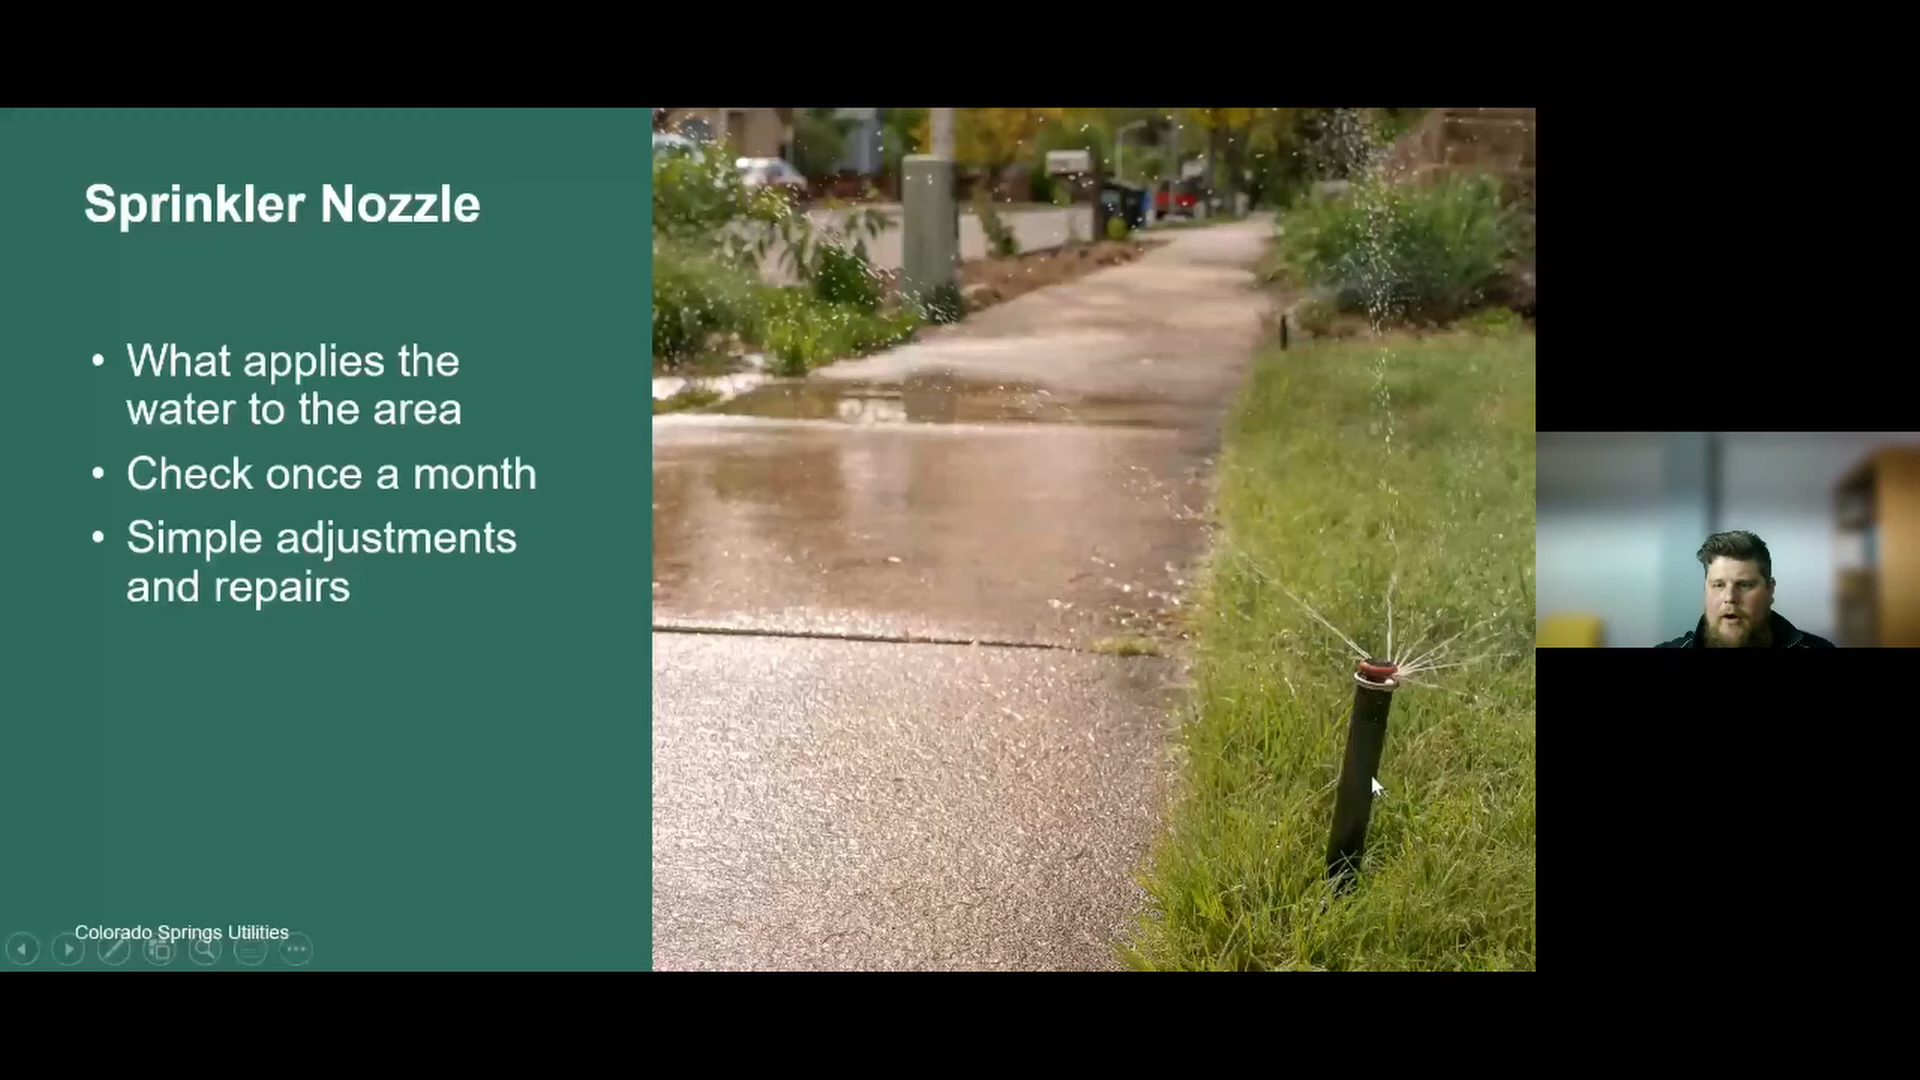 Sprinkler Nozzle
• What applies the
water to the area
• Check once a month
• Simple adjustments
and repairs
Colorado Springs Utilities